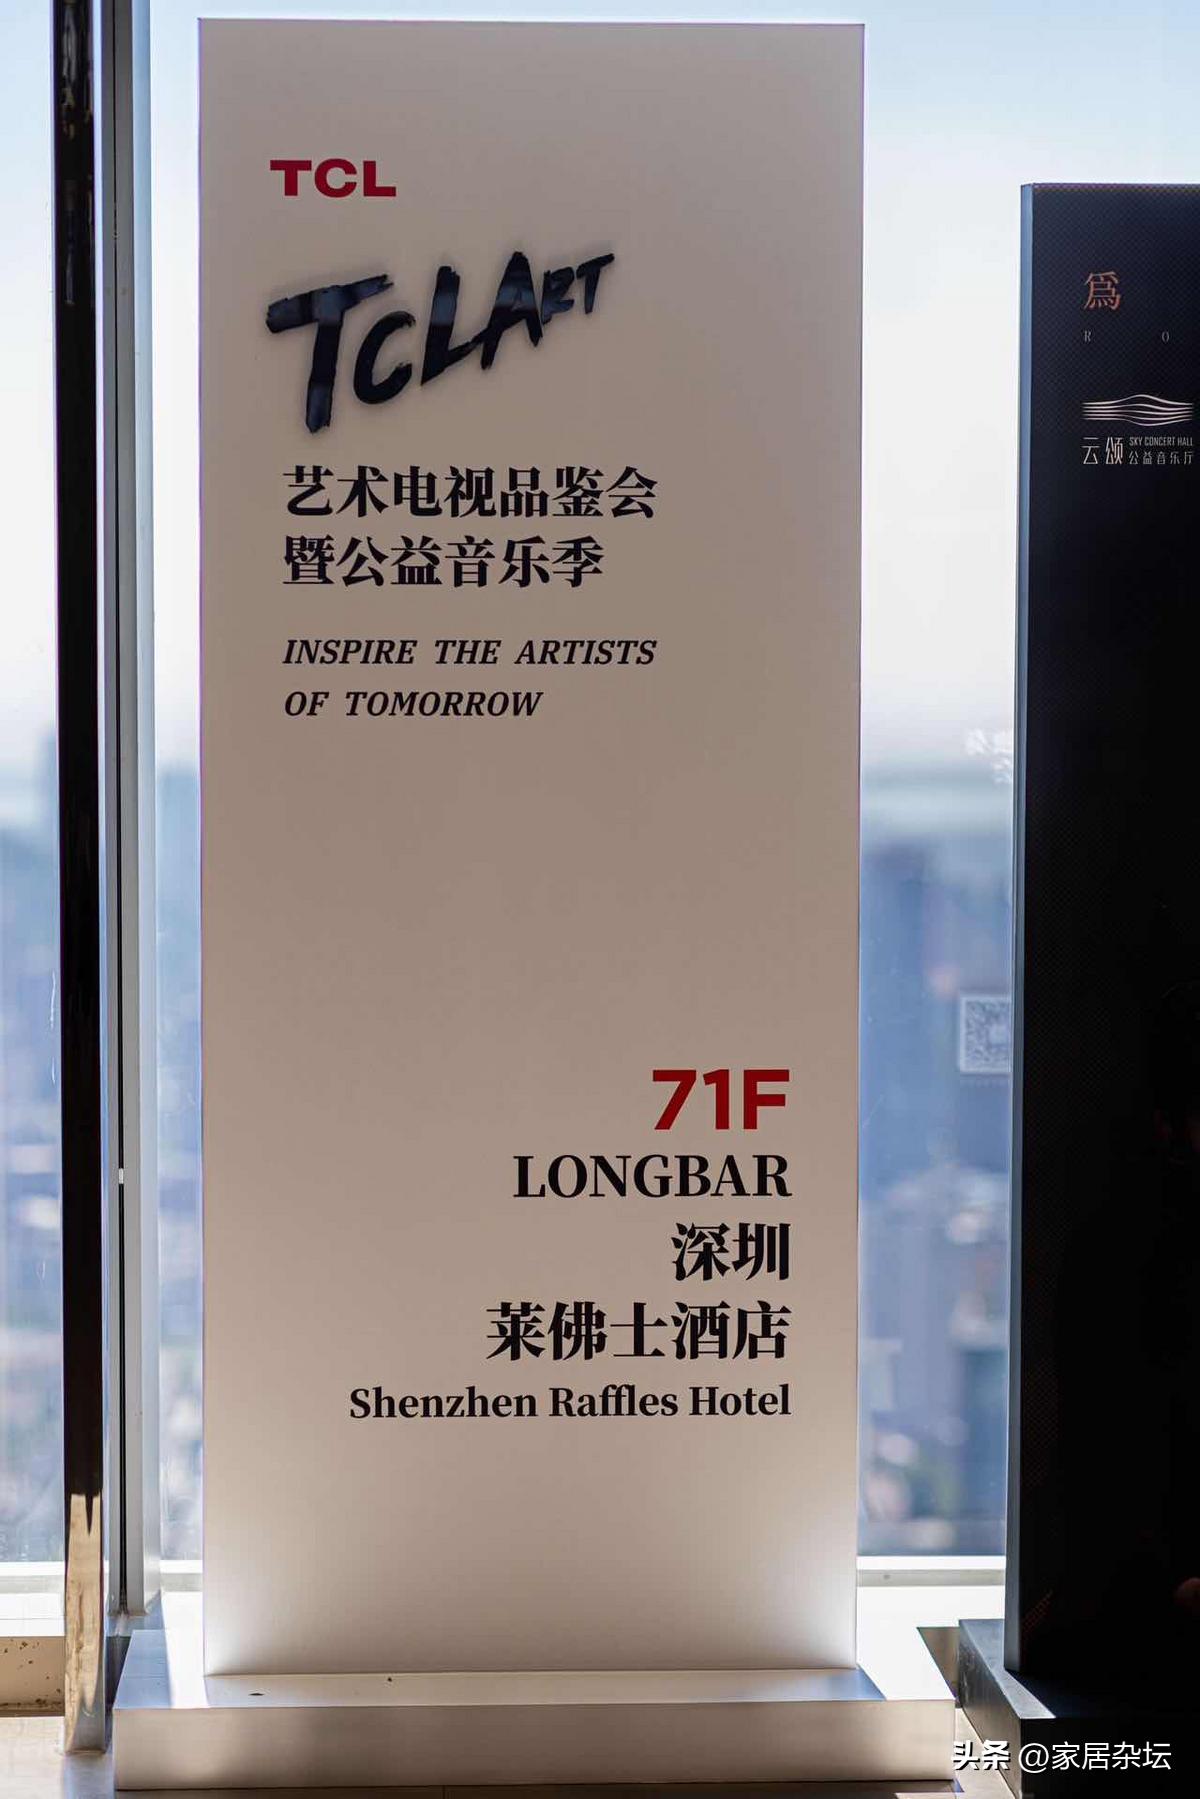 TCL
TCLART
艺术电视品鉴会
暨公益音乐季
INSPIRE THE ARTISTS
OF TOMORROW
71F
LONGBAR
深圳
莱佛士酒店
Shenzhen Raffles Hotel
為
R O
云颂 SKY CONCERT HALL
公益音乐厅
头条 @家居杂坛